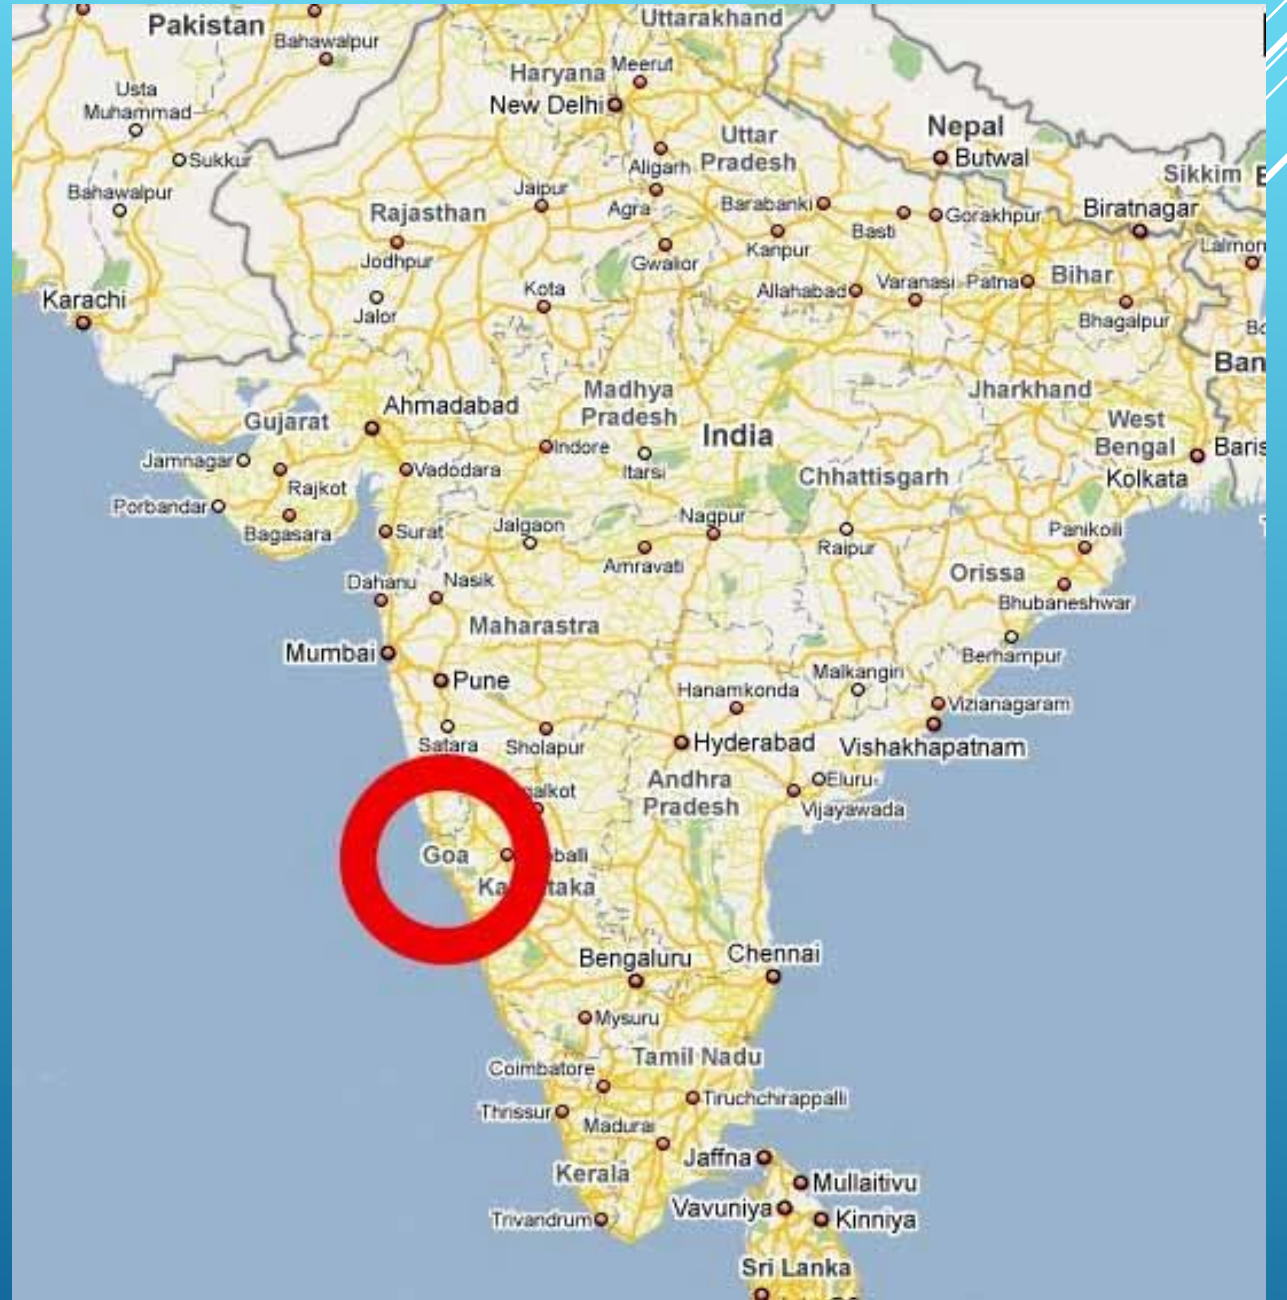 Pakistan
Uttarakhand
Bahawalpur
Haryana
Meerut
Usta
Muhammad
New Delhi
Nepal
Uttar
Pradesh
Butwal
Sukkur
Aligarh
Sikkim
Bahawalpur
Jaipur
Agra
Barabanki
Gorakhpur
Biratnagar
Rajasthan
Basti
Jodhpur
Gwalior
Kanpur
Karachi
Kota
Allahabad
Varanasi
Patna
Bihar
Jalor
Bhagalpur
Ahmadabad
Madhya
Pradesh
Jharkhand
Gujarat
India
West
Bengal
Jamnagar
Vadodara
Indore
Itarsi
Chhattisgarh
Kolkata
Rajkot
Porbandar
Bagasara
Surat
Jalgaon
Nagpur
Raipur
Panikoili
Amravati
Orissa
Dahanu
Nasik
Bhubaneshwar
Maharastra
Mumbai
Berhampur
Pune
Malkangiri
Hanamkonda
Vizianagaram
Satara
Sholapur
Hyderabad
Vishakhapatnam
Andhra
Pradesh
Eluru
Vijayawada
Goa
Bengaluru
Chennai
Mysuru
Tamil Nadu
Coimbatore
Tiruchchirappalli
Thrissur
Madurai
Jaffna
Kerala
Mullaitivu
Vavuniya
Trivandrum
Kinniya
Sri Lanka